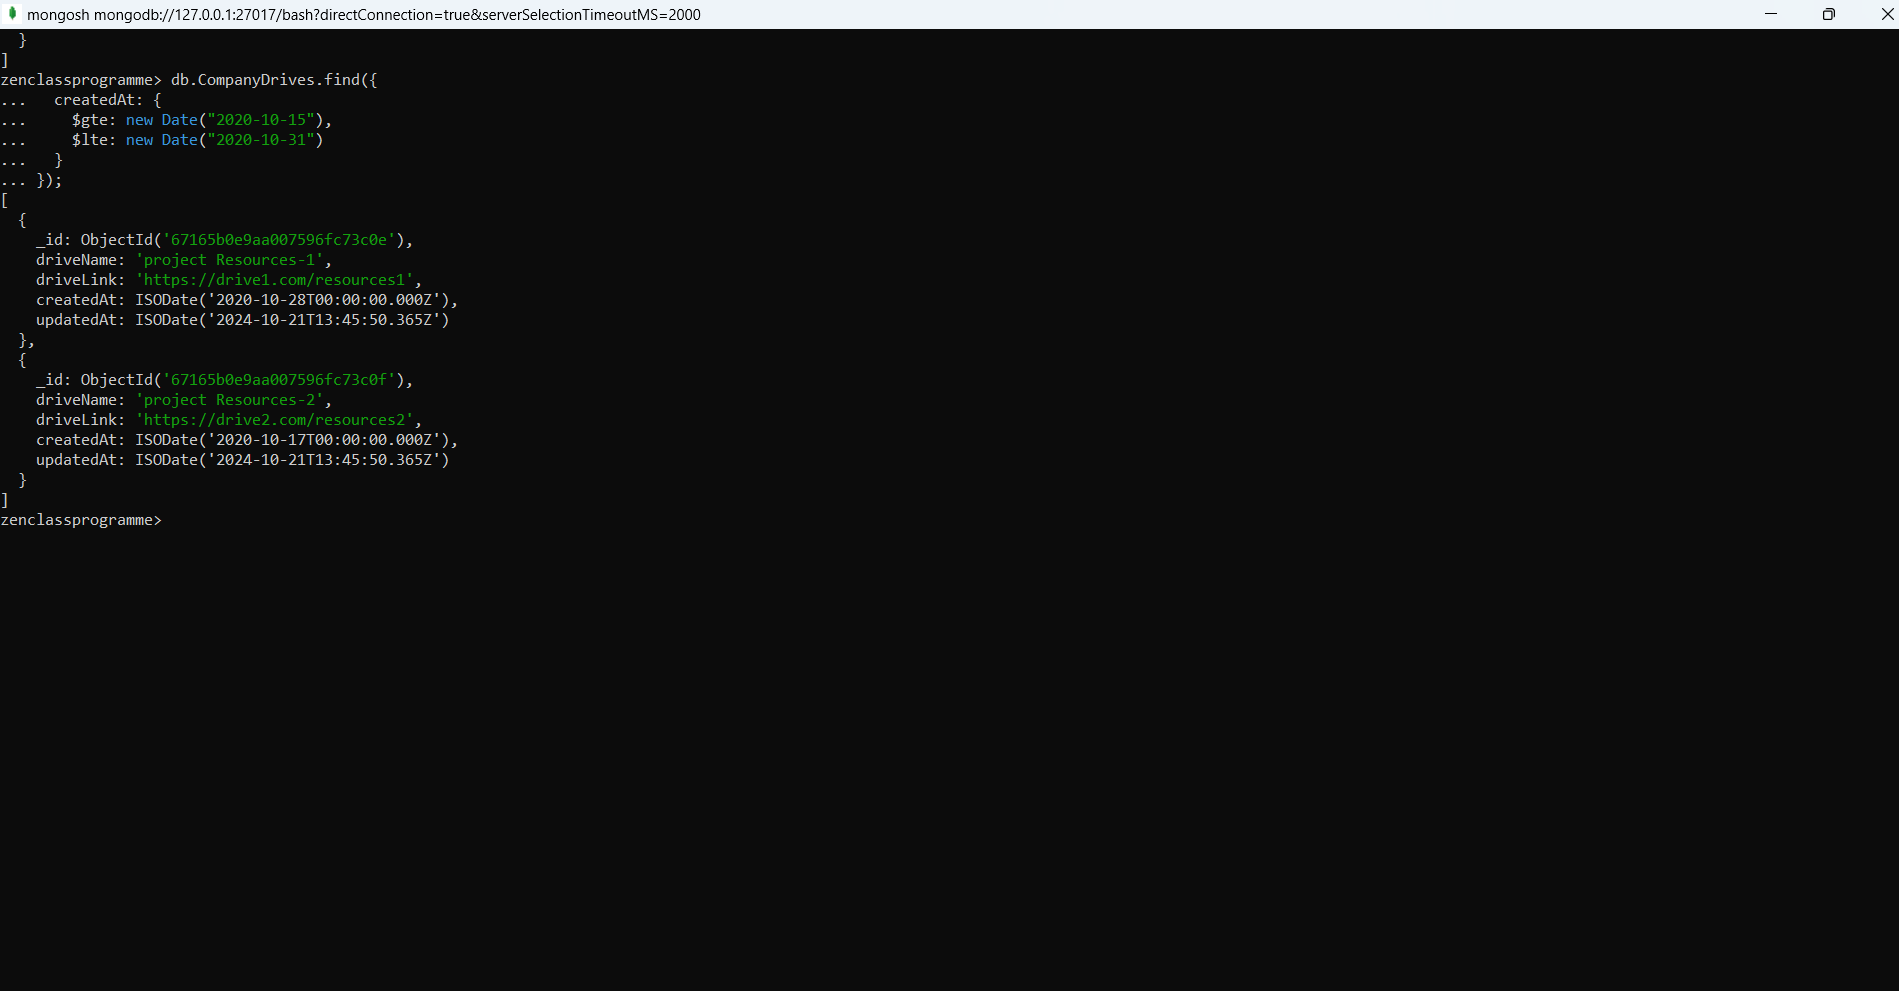 mongosh mongodb://127.0.0.1:27017/bash?directConnection=true&serverSelectionTimeoutMS=2000
  }
]
zenclassprogramme> db.CompanyDrives.find({
...   createdAt: {
...     $gte: new Date("2020-10-15"),
...     $lte: new Date("2020-10-31")
...   }
... });
[
  {
    _id: ObjectId('67165b0e9aa007596fc73c0e'),
    driveName: 'project Resources-1',
    driveLink: 'https://drive1.com/resources1',
    createdAt: ISODate('2020-10-28T00:00:00.000Z'),
    updatedAt: ISODate('2024-10-21T13:45:50.365Z')
  },
  {
    _id: ObjectId('67165b0e9aa007596fc73c0f'),
    driveName: 'project Resources-2',
    driveLink: 'https://drive2.com/resources2',
    createdAt: ISODate('2020-10-17T00:00:00.000Z'),
    updatedAt: ISODate('2024-10-21T13:45:50.365Z')
  }
]
zenclassprogramme>